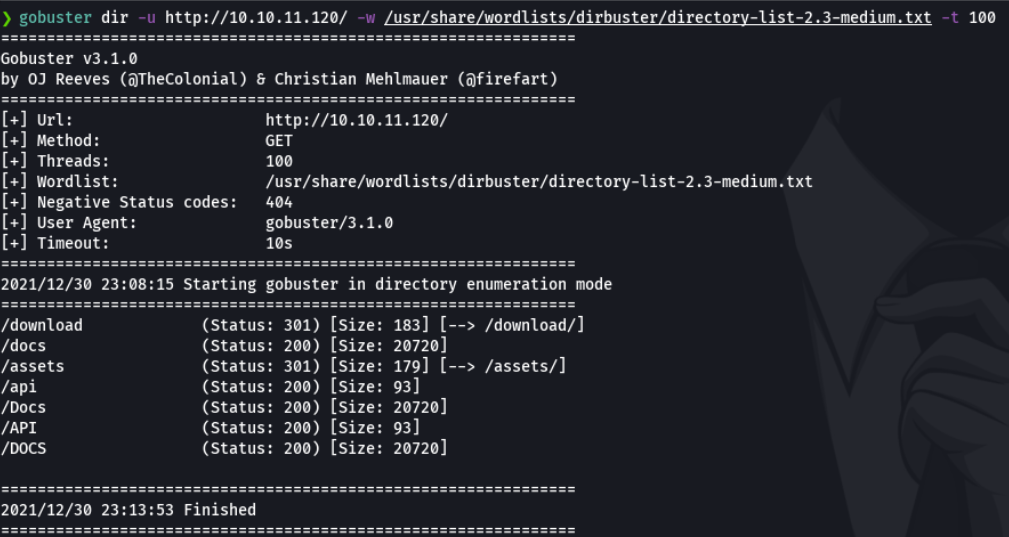 ❯ gobuster dir -u http://10.10.11.120/ -w /usr/share/wordlists/dirbuster/directory-list-2.3-medium.txt -t 100
===============================================================
Gobuster v3.1.0
by OJ Reeves (@TheColonial) & Christian Mehlmauer (@firefart)
===============================================================
[+] Url:                     http://10.10.11.120/
[+] Method:                  GET
[+] Threads:                 100
[+] Wordlist:                /usr/share/wordlists/dirbuster/directory-list-2.3-medium.txt
[+] Negative Status codes:   404
[+] User Agent:              gobuster/3.1.0
[+] Timeout:                 10s
===============================================================
2021/12/30 23:08:15 Starting gobuster in directory enumeration mode
===============================================================
/download             (Status: 301) [Size: 183] [--> /download/]
/docs                 (Status: 200) [Size: 20720]
/assets               (Status: 301) [Size: 179] [--> /assets/]
/api                  (Status: 200) [Size: 93]
/Docs                 (Status: 200) [Size: 20720]
/API                  (Status: 200) [Size: 93]
/DOCS                 (Status: 200) [Size: 20720]
===============================================================
2021/12/30 23:13:53 Finished
===============================================================